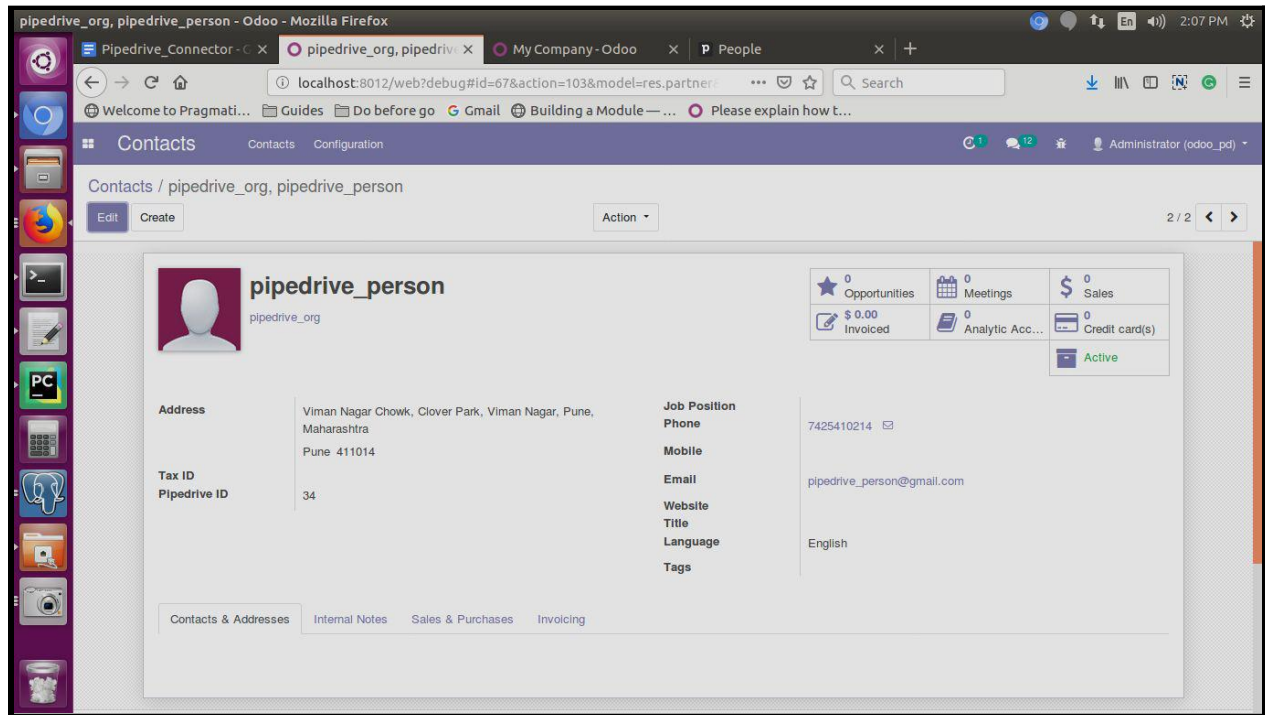 pipedrive_org, pipedrive_person - Odoo - Mozilla Firefox
En 2:07 PM
Pipedrive_Connector - G
pipedrive_org, pipedriv
My Company - Odoo
People
localhost:8012/web?debug#id=67&action=103&model=res.partner
Search
Welcome to Pragmati… Guides Do before go Gmail Building a Module — … Please explain how t…
Contacts Contacts Configuration 1 12 Administrator (odoo_pd)
Contacts / pipedrive_org, pipedrive_person
Edit Create Action 2 / 2
pipedrive_person
pipedrive_org
0 Opportunities
0 Meetings
0 Sales
$ 0.00 Invoiced
0 Analytic Acc...
0 Credit card(s)
Active
Address
Viman Nagar Chowk, Clover Park, Viman Nagar, Pune,
Maharashtra
Pune 411014
Tax ID
Pipedrive ID 34
Job Position
Phone 7425410214
Mobile
Email pipedrive_person@gmail.com
Website
Title
Language English
Tags
Contacts & Addresses Internal Notes Sales & Purchases Invoicing
PC